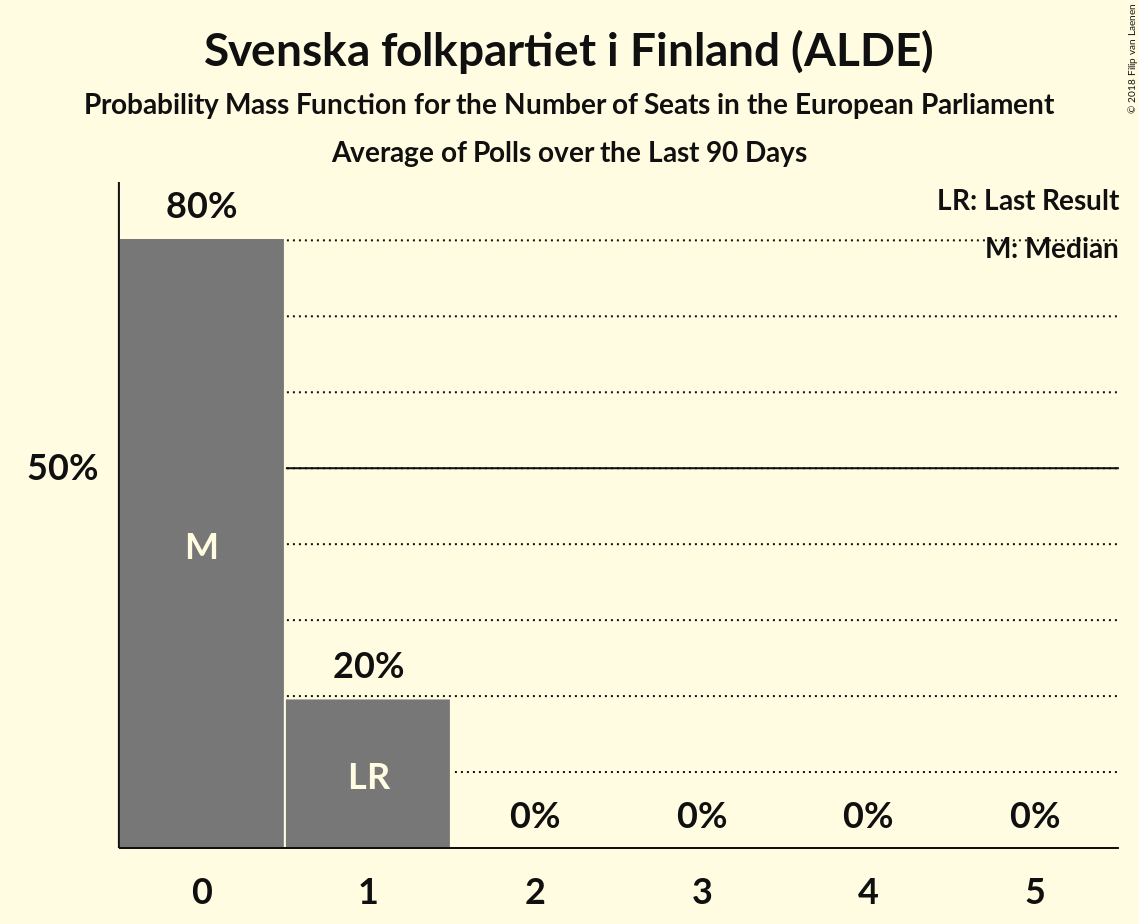 Svenska folkpartiet i Finland (ALDE)
Probability Mass Function for the Number of Seats in the European Parliament
Average of Polls over the Last 90 Days
© 2018 Filip van Laenen
LR: Last Result
M: Median
80%
50%
M
20%
LR
0%
0%
0%
0%
0
1
2
3
4
5